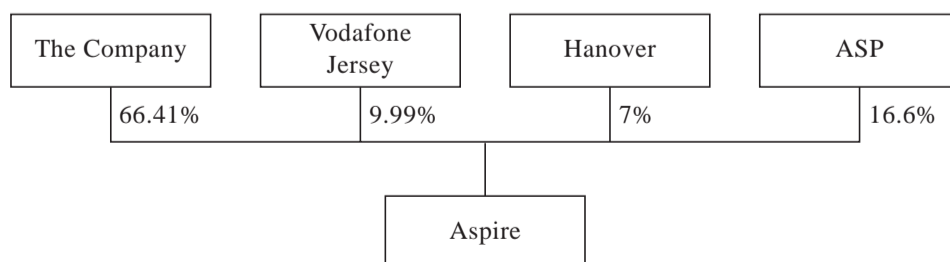 The Company
Vodafone
Jersey
Hanover
ASP
66.41%
9.99%
7%
16.6%
Aspire